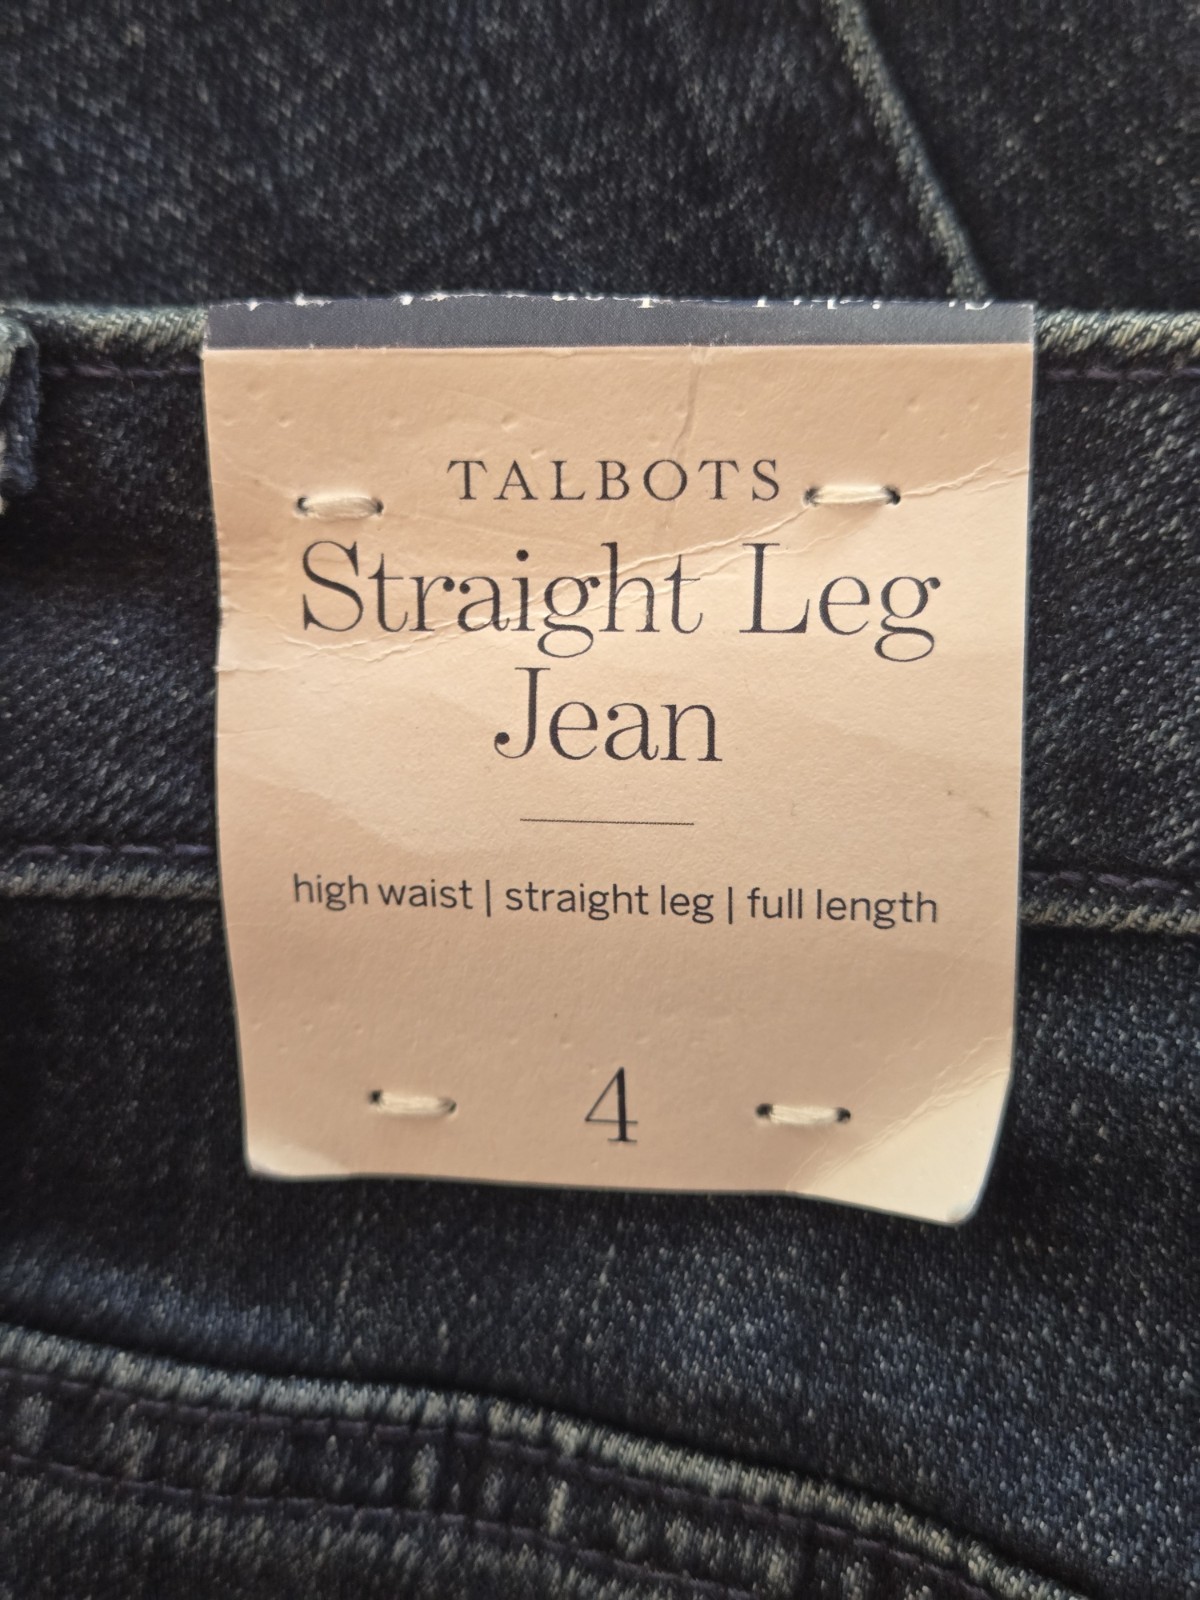 TALBOTS
Straight Leg
Jean
high waist | straight leg | full length
4